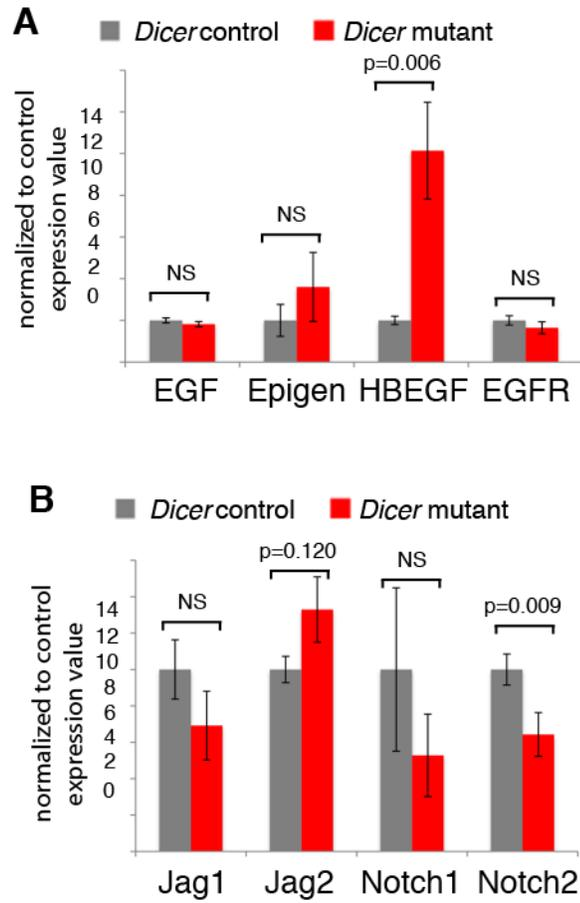 A
Dicer control
Dicer mutant
normalized to control
expression value
14
12
10
8
6
4
2
0
NS
NS
p=0.006
NS
EGF
Epigen
HBEGF
EGFR
B
Dicer control
Dicer mutant
normalized to control
expression value
14
12
10
8
6
4
2
0
NS
p=0.120
NS
p=0.009
Jag1
Jag2
Notch1
Notch2